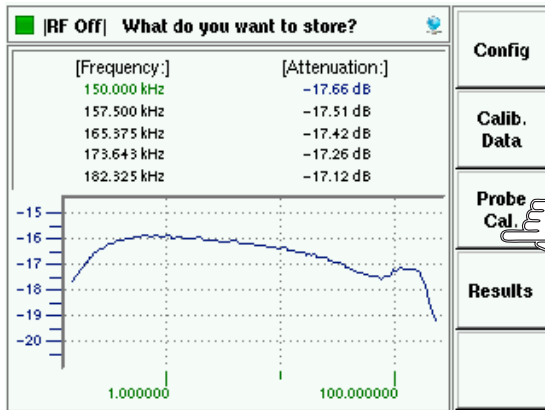 |RF Off| What do you want to store?
[Frequency:] [Attenuation:]
150.000 kHz -17.66 dB
157.500 kHz -17.51 dB
165.375 kHz -17.42 dB
173.643 kHz -17.26 dB
182.325 kHz -17.12 dB
-15
-16
-17
-18
-19
-20
1.000000 100.000000
Config
Calib.
Data
Probe
Cal.
Results